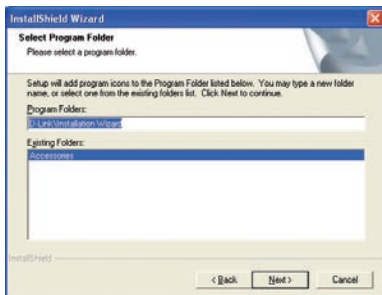 InstallShield Wizard
Select Program Folder
Please select a program folder.
Setup will add program icons to the Program Folder listed below. You may type a new folder
name, or select one from the existing folders list. Click Next to continue.
Program Folders:
D-Link\Installation Wizard
Existing Folders:
Accessories
InstallShield
< Back Next > Cancel